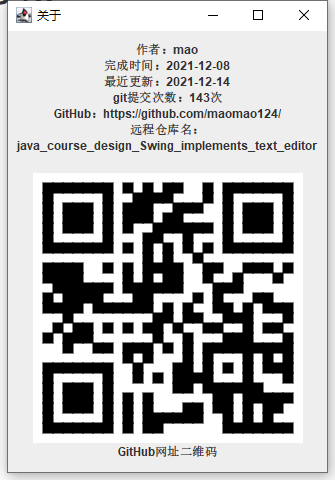 关于
作者：mao
完成时间：2021-12-08
最近更新：2021-12-14
git提交次数：143次
GitHub：https://github.com/maomao124/
远程仓库名：
java_course_design_Swing_implements_text_editor
GitHub网址二维码